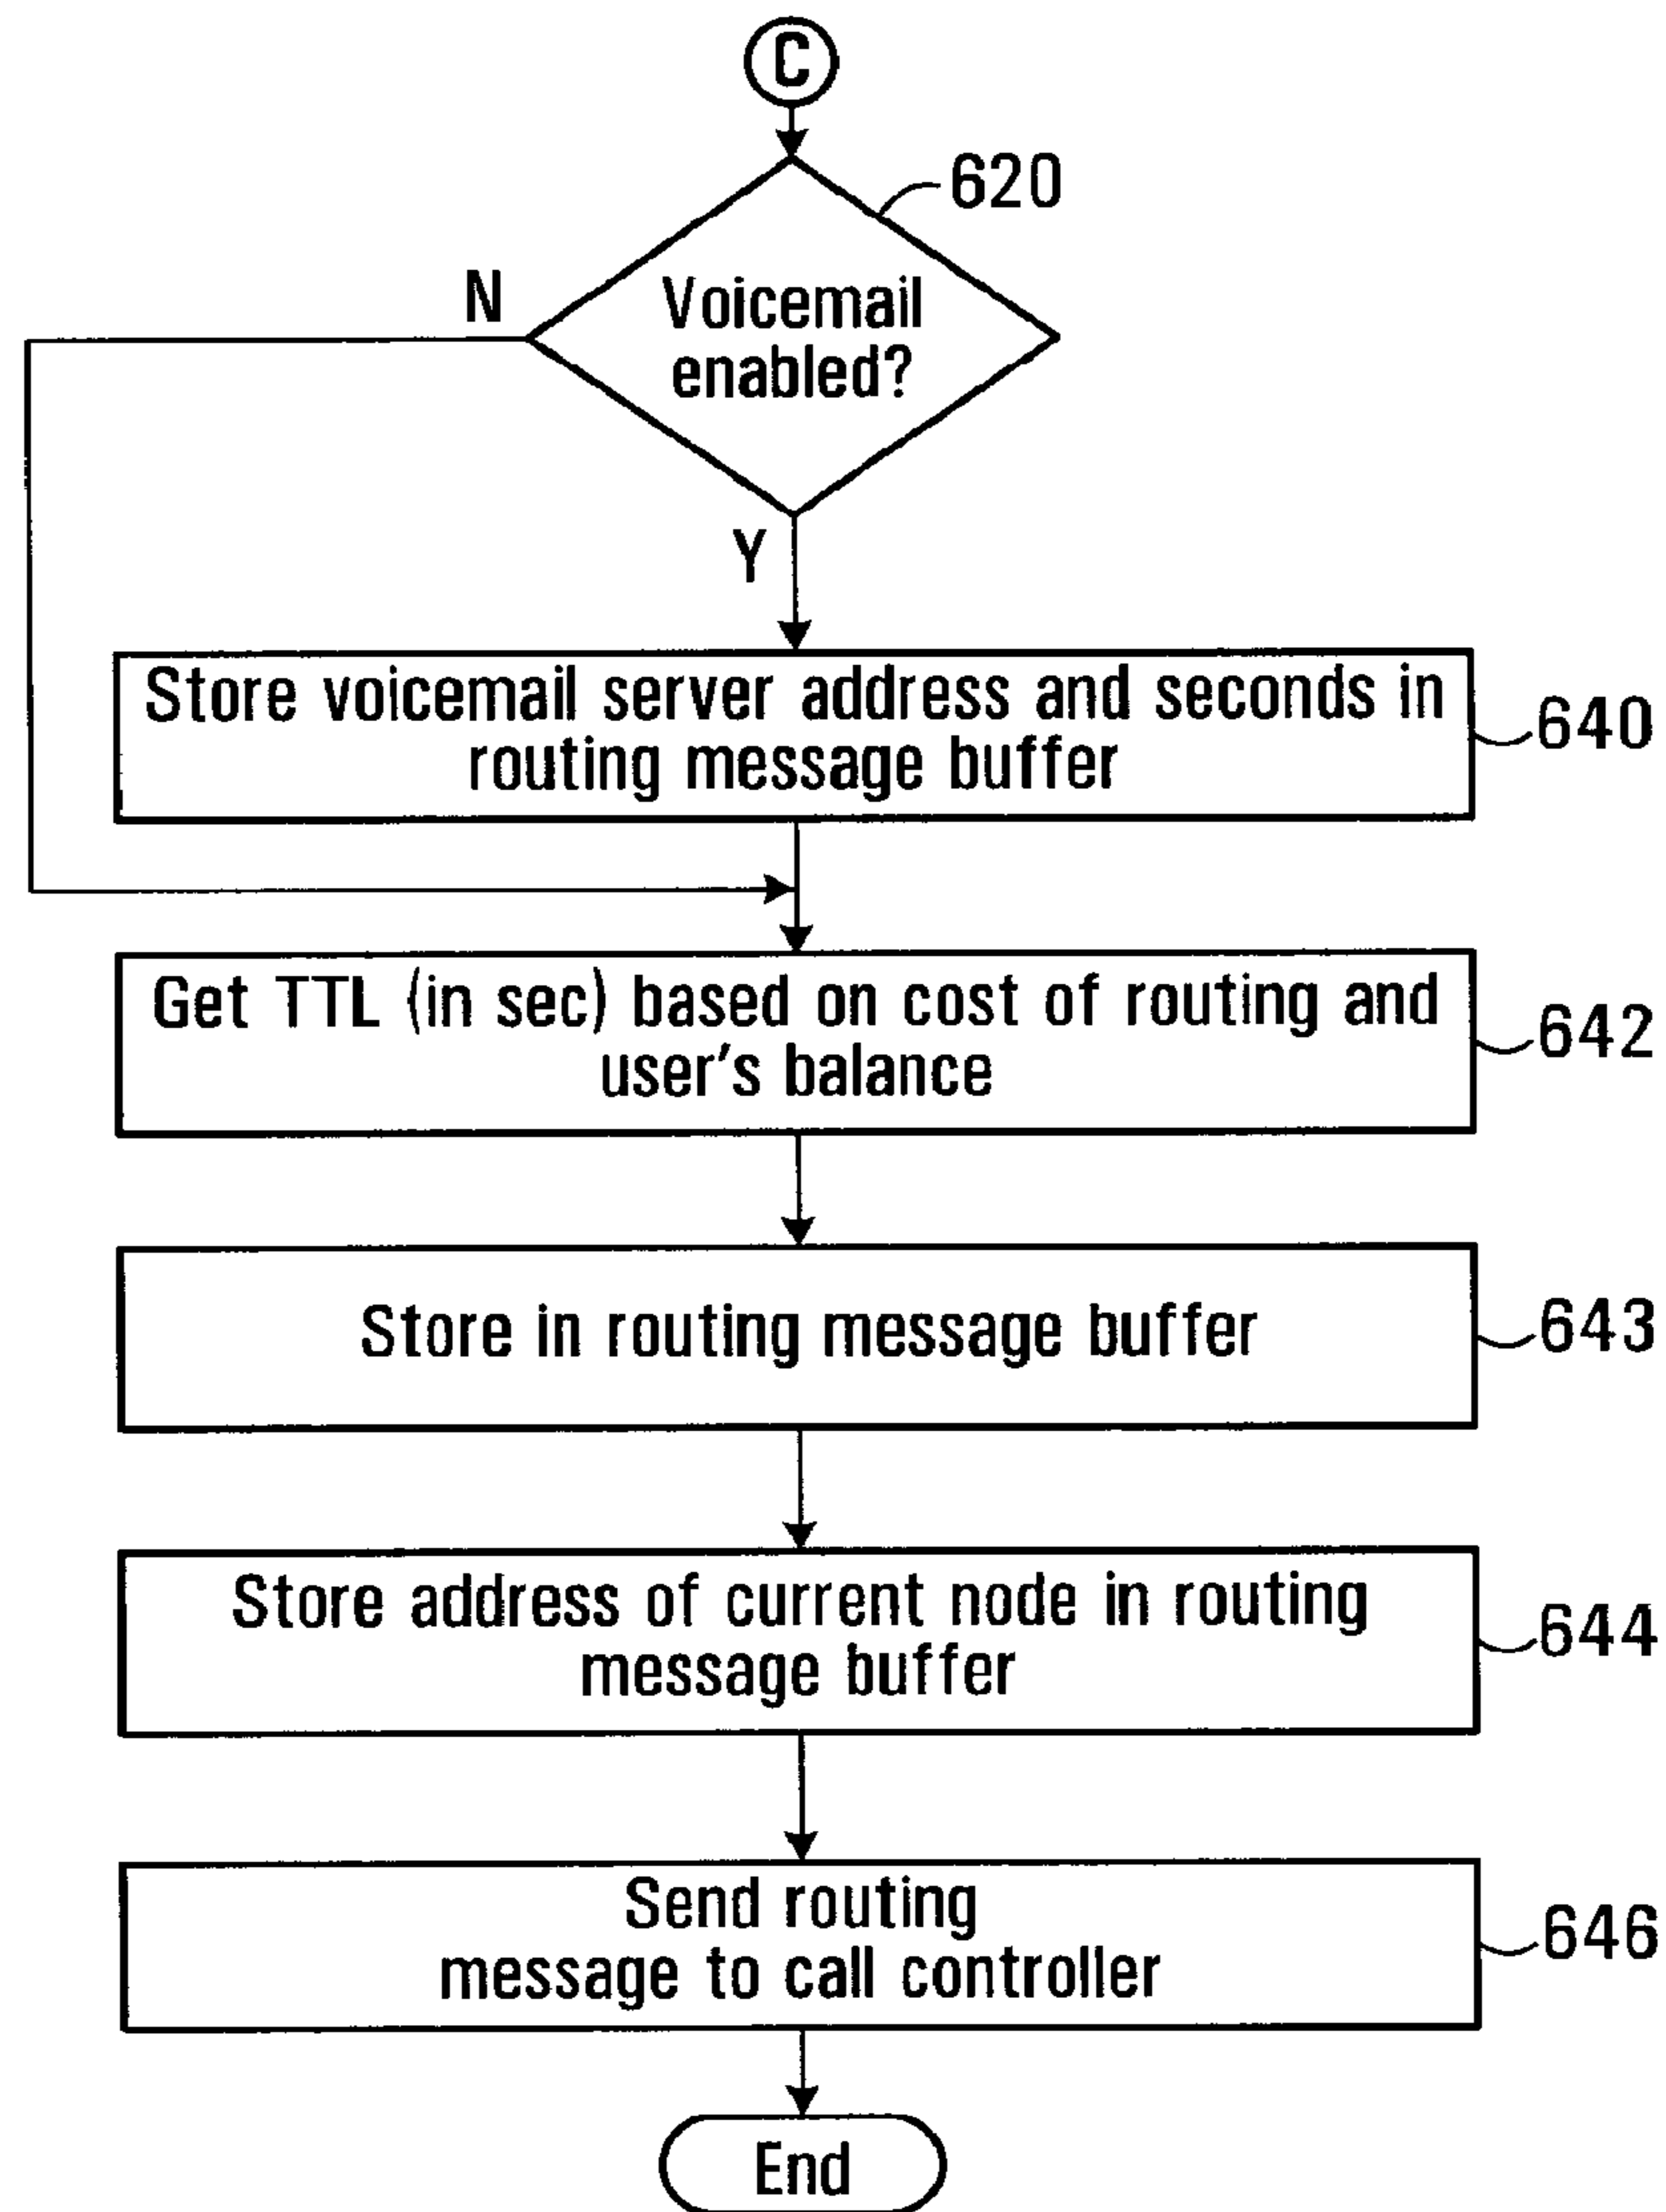 C
620
N
Voicemail
enabled?
Y
Store voicemail server address and seconds in
routing message buffer
640
Get TTL (in sec) based on cost of routing and
user's balance
642
Store in routing message buffer
643
Store address of current node in routing
message buffer
644
Send routing
message to call controller
646
End